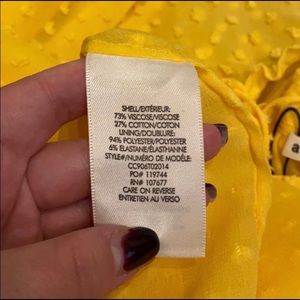 SHELL/EXTÉRIEUR:
73% VISCOSE/VISCOSE
27% COTTON/COTON
LINING/DOUBLURE:
94% POLYESTER/POLYESTER
6% ELASTANE/ÉLASTHANNE
STYLE#/NUMÉRO DE MODÈLE:
CC906T02014
PO# 119744
RN# 107677
CARE ON REVERSE
ENTRETIEN AU VERSO
a